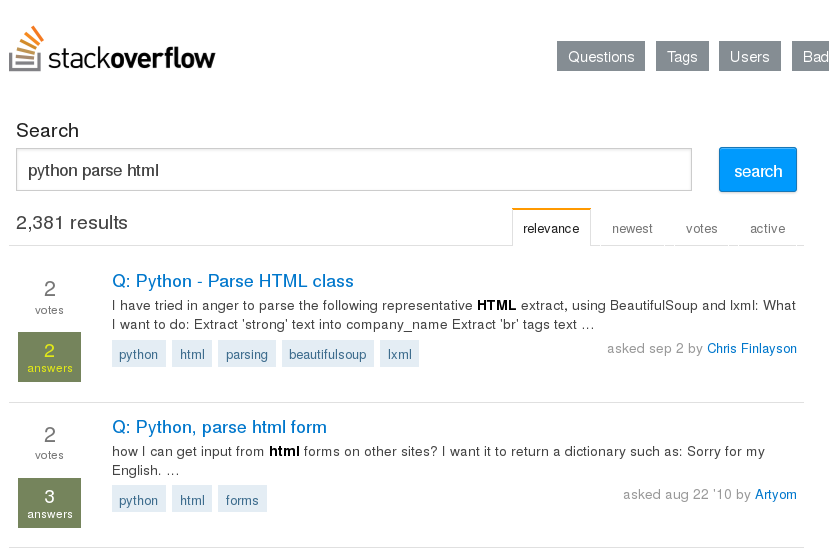 stackoverflow
Questions Tags Users Bad
Search
python parse html
search
2,381 results
relevance newest votes active
2
votes
2
answers
Q: Python - Parse HTML class
I have tried in anger to parse the following representative HTML extract, using BeautifulSoup and lxml: What
I want to do: Extract 'strong' text into company_name Extract 'br' tags text ...
python html parsing beautifulsoup lxml
asked sep 2 by Chris Finlayson
2
votes
3
answers
Q: Python, parse html form
how I can get input from html forms on other sites? I want it to return a dictionary such as: Sorry for my
English. ...
python html forms
asked aug 22 '10 by Artyom